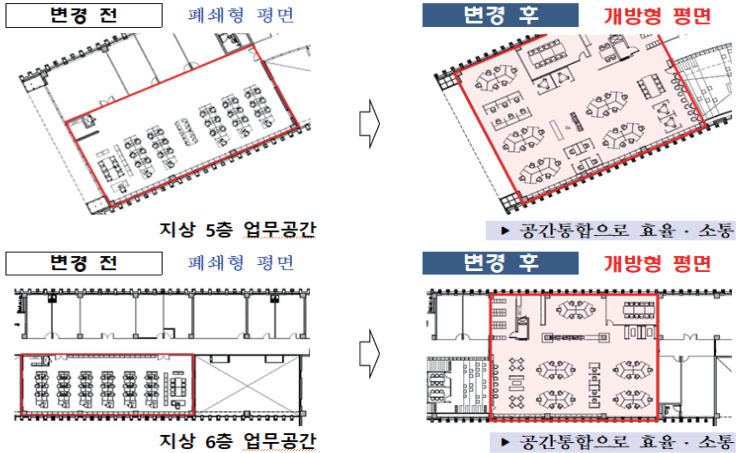 변경 전 폐쇄형 평면
변경 후 개방형 평면
지상 5층 업무공간
▶ 공간통합으로 효율 · 소통
변경 전 폐쇄형 평면
변경 후 개방형 평면
지상 6층 업무공간
▶ 공간통합으로 효율 · 소통